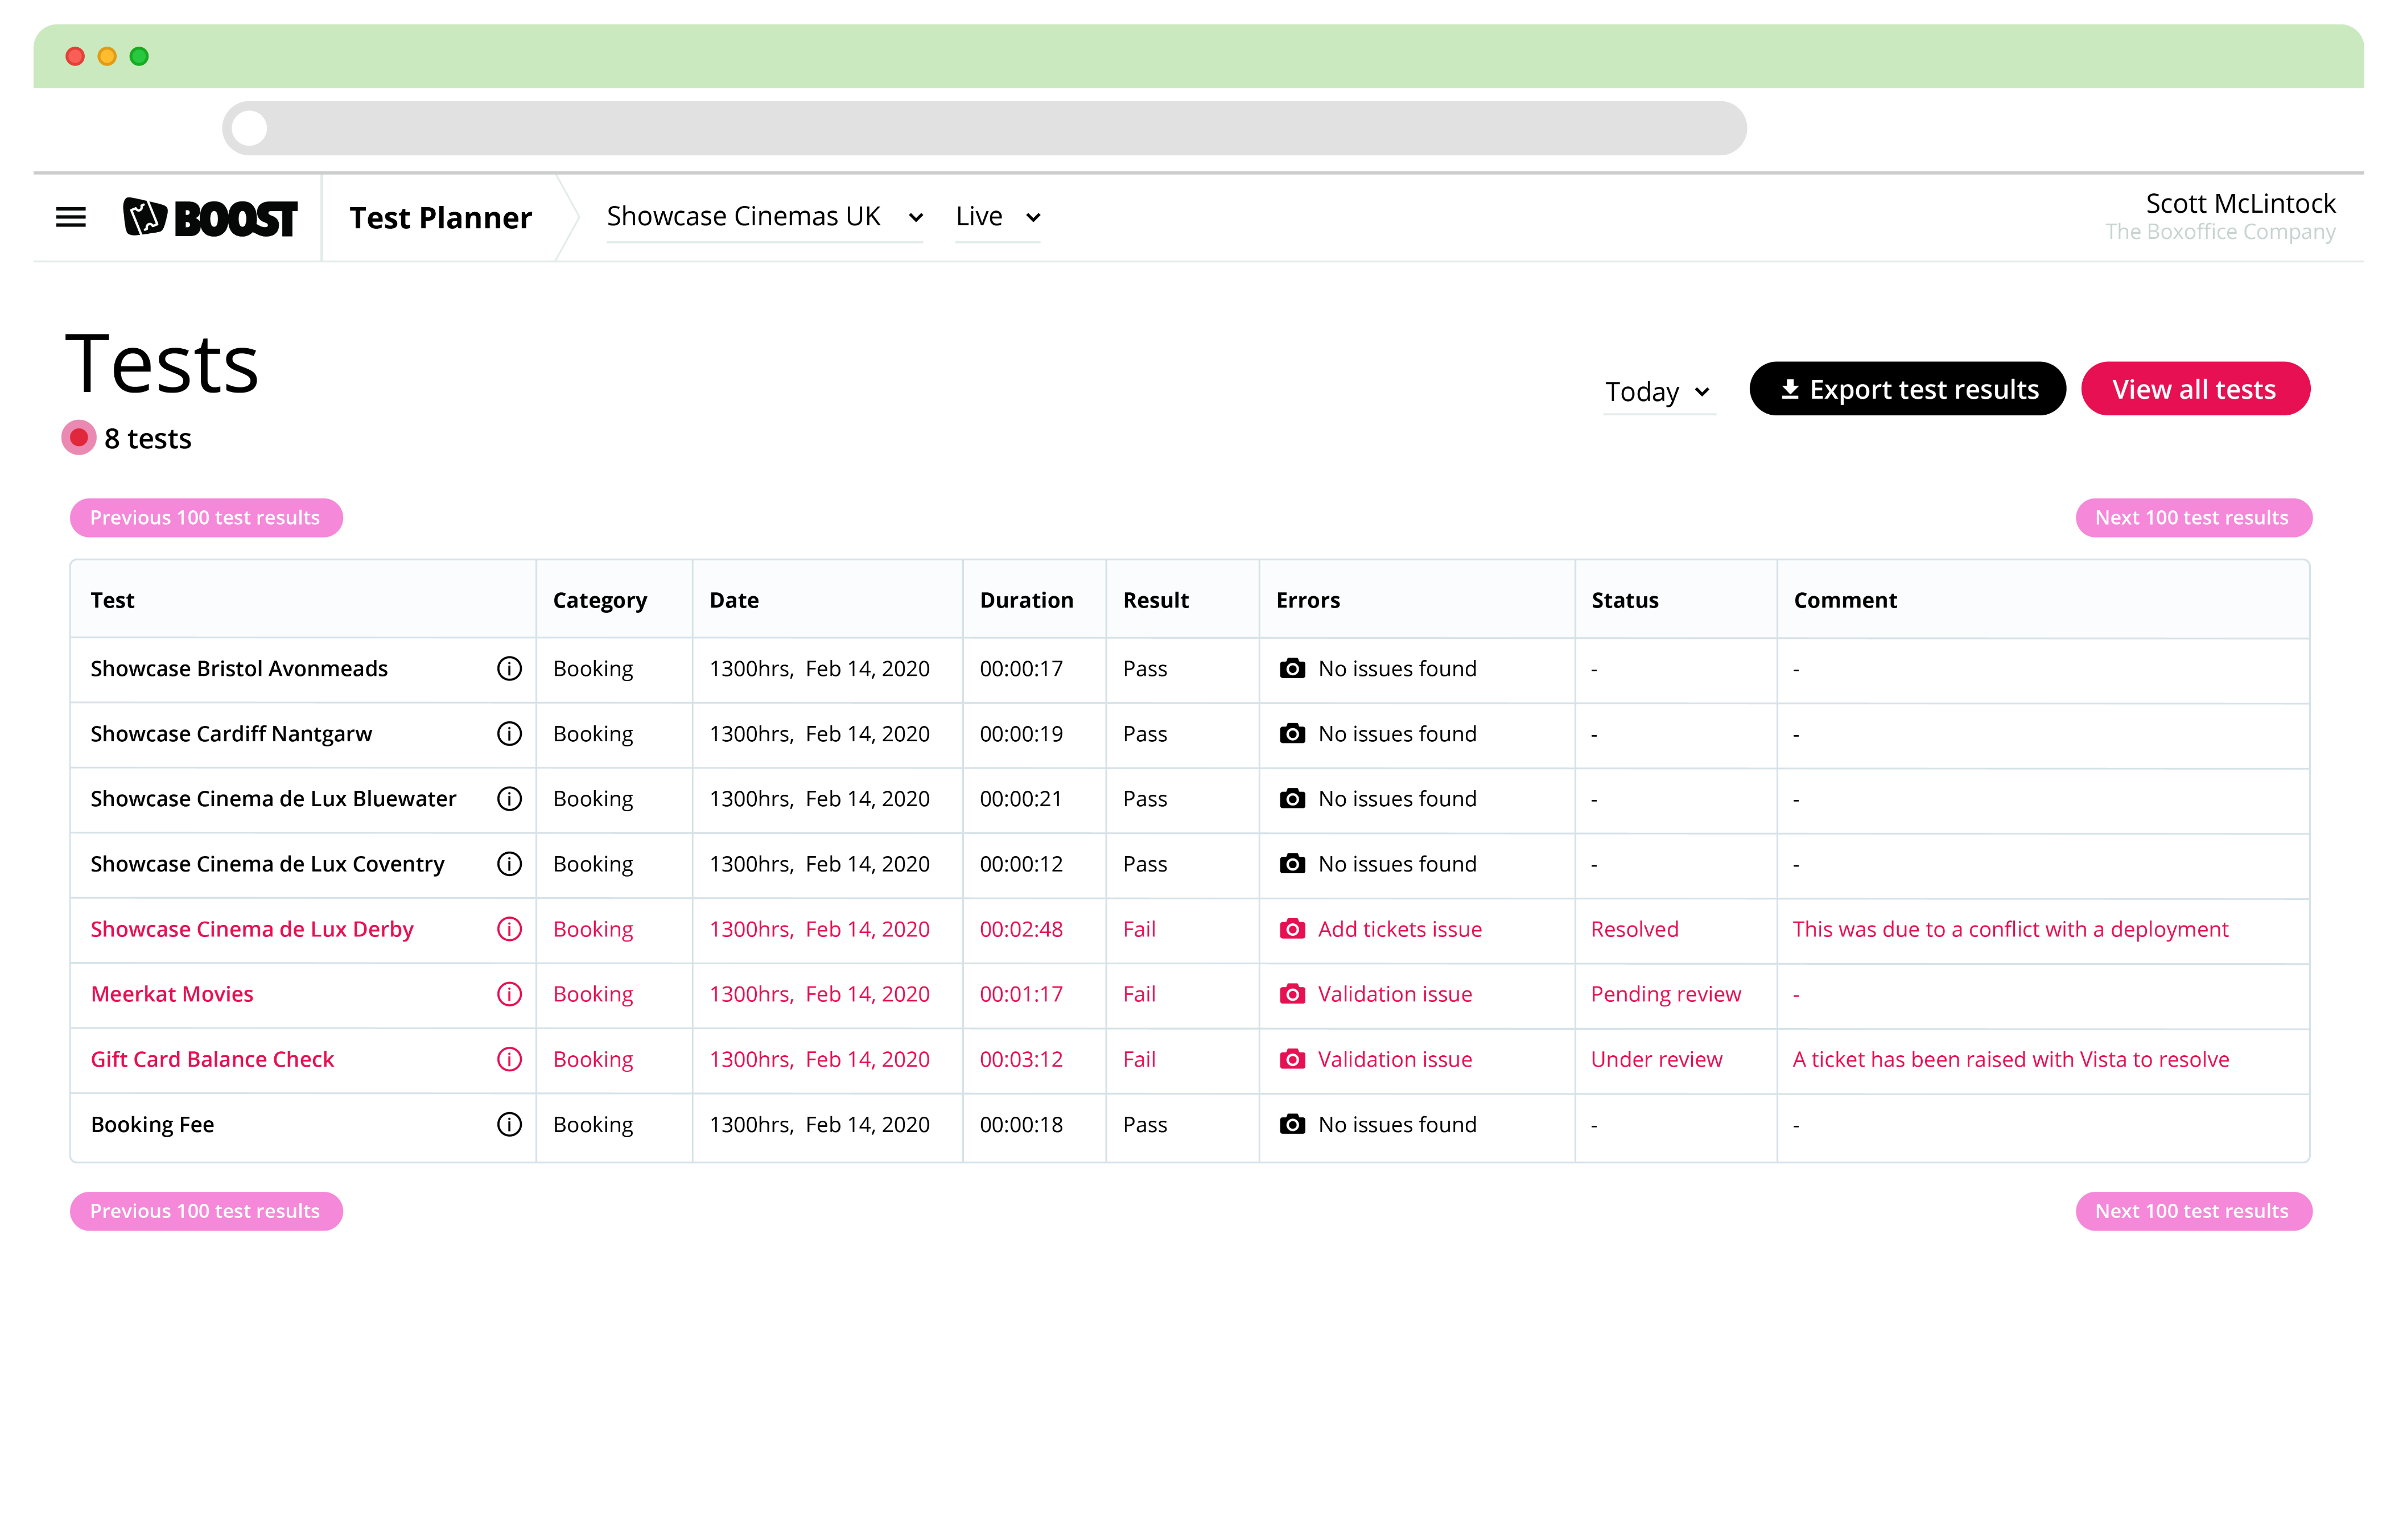 BOOST
Test Planner
Showcase Cinemas UK
Live
Scott McLintock
The Boxoffice Company
Tests
8 tests
Today
Export test results
View all tests
Previous 100 test results
Next 100 test results
Test Category Date Duration Result Errors Status Comment
Showcase Bristol Avonmeads Booking 1300hrs, Feb 14, 2020 00:00:17 Pass No issues found - -
Showcase Cardiff Nantgarw Booking 1300hrs, Feb 14, 2020 00:00:19 Pass No issues found - -
Showcase Cinema de Lux Bluewater Booking 1300hrs, Feb 14, 2020 00:00:21 Pass No issues found - -
Showcase Cinema de Lux Coventry Booking 1300hrs, Feb 14, 2020 00:00:12 Pass No issues found - -
Showcase Cinema de Lux Derby Booking 1300hrs, Feb 14, 2020 00:02:48 Fail Add tickets issue Resolved This was due to a conflict with a deployment
Meerkat Movies Booking 1300hrs, Feb 14, 2020 00:01:17 Fail Validation issue Pending review -
Gift Card Balance Check Booking 1300hrs, Feb 14, 2020 00:03:12 Fail Validation issue Under review A ticket has been raised with Vista to resolve
Booking Fee Booking 1300hrs, Feb 14, 2020 00:00:18 Pass No issues found - -
Previous 100 test results
Next 100 test results